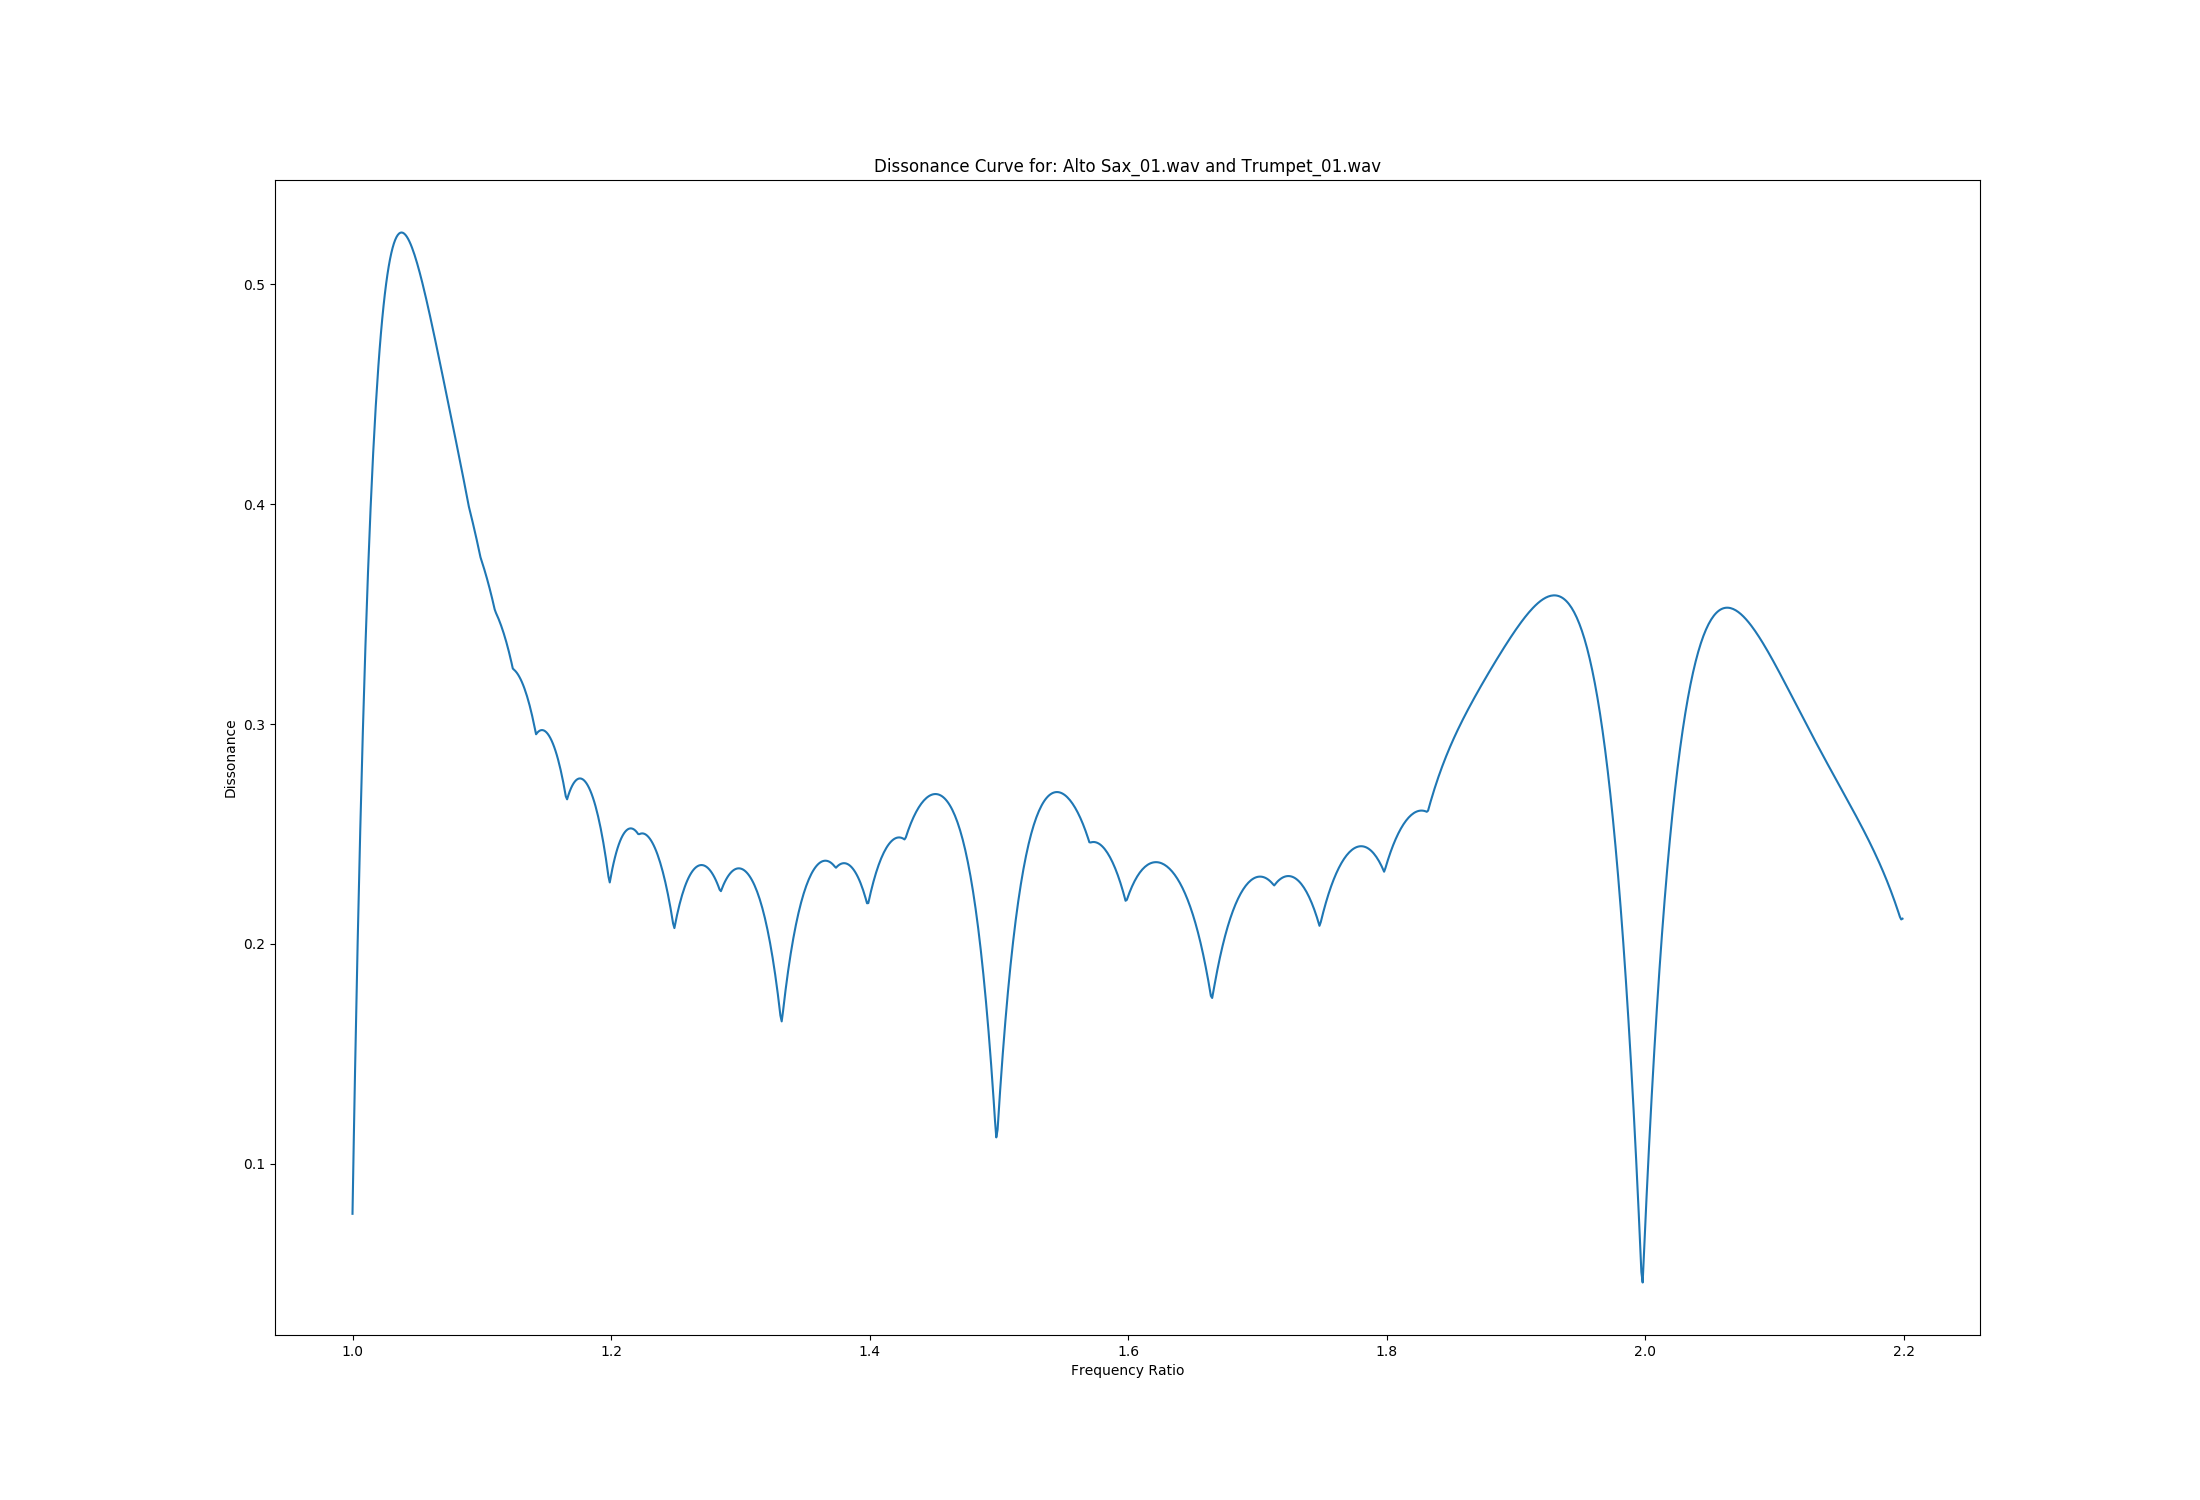 Dissonance Curve for: Alto Sax_01.wav and Trumpet_01.wav
0.5
0.4
0.3
0.2
0.1
Dissonance
1.0 1.2 1.4 1.6 1.8 2.0 2.2
Frequency Ratio